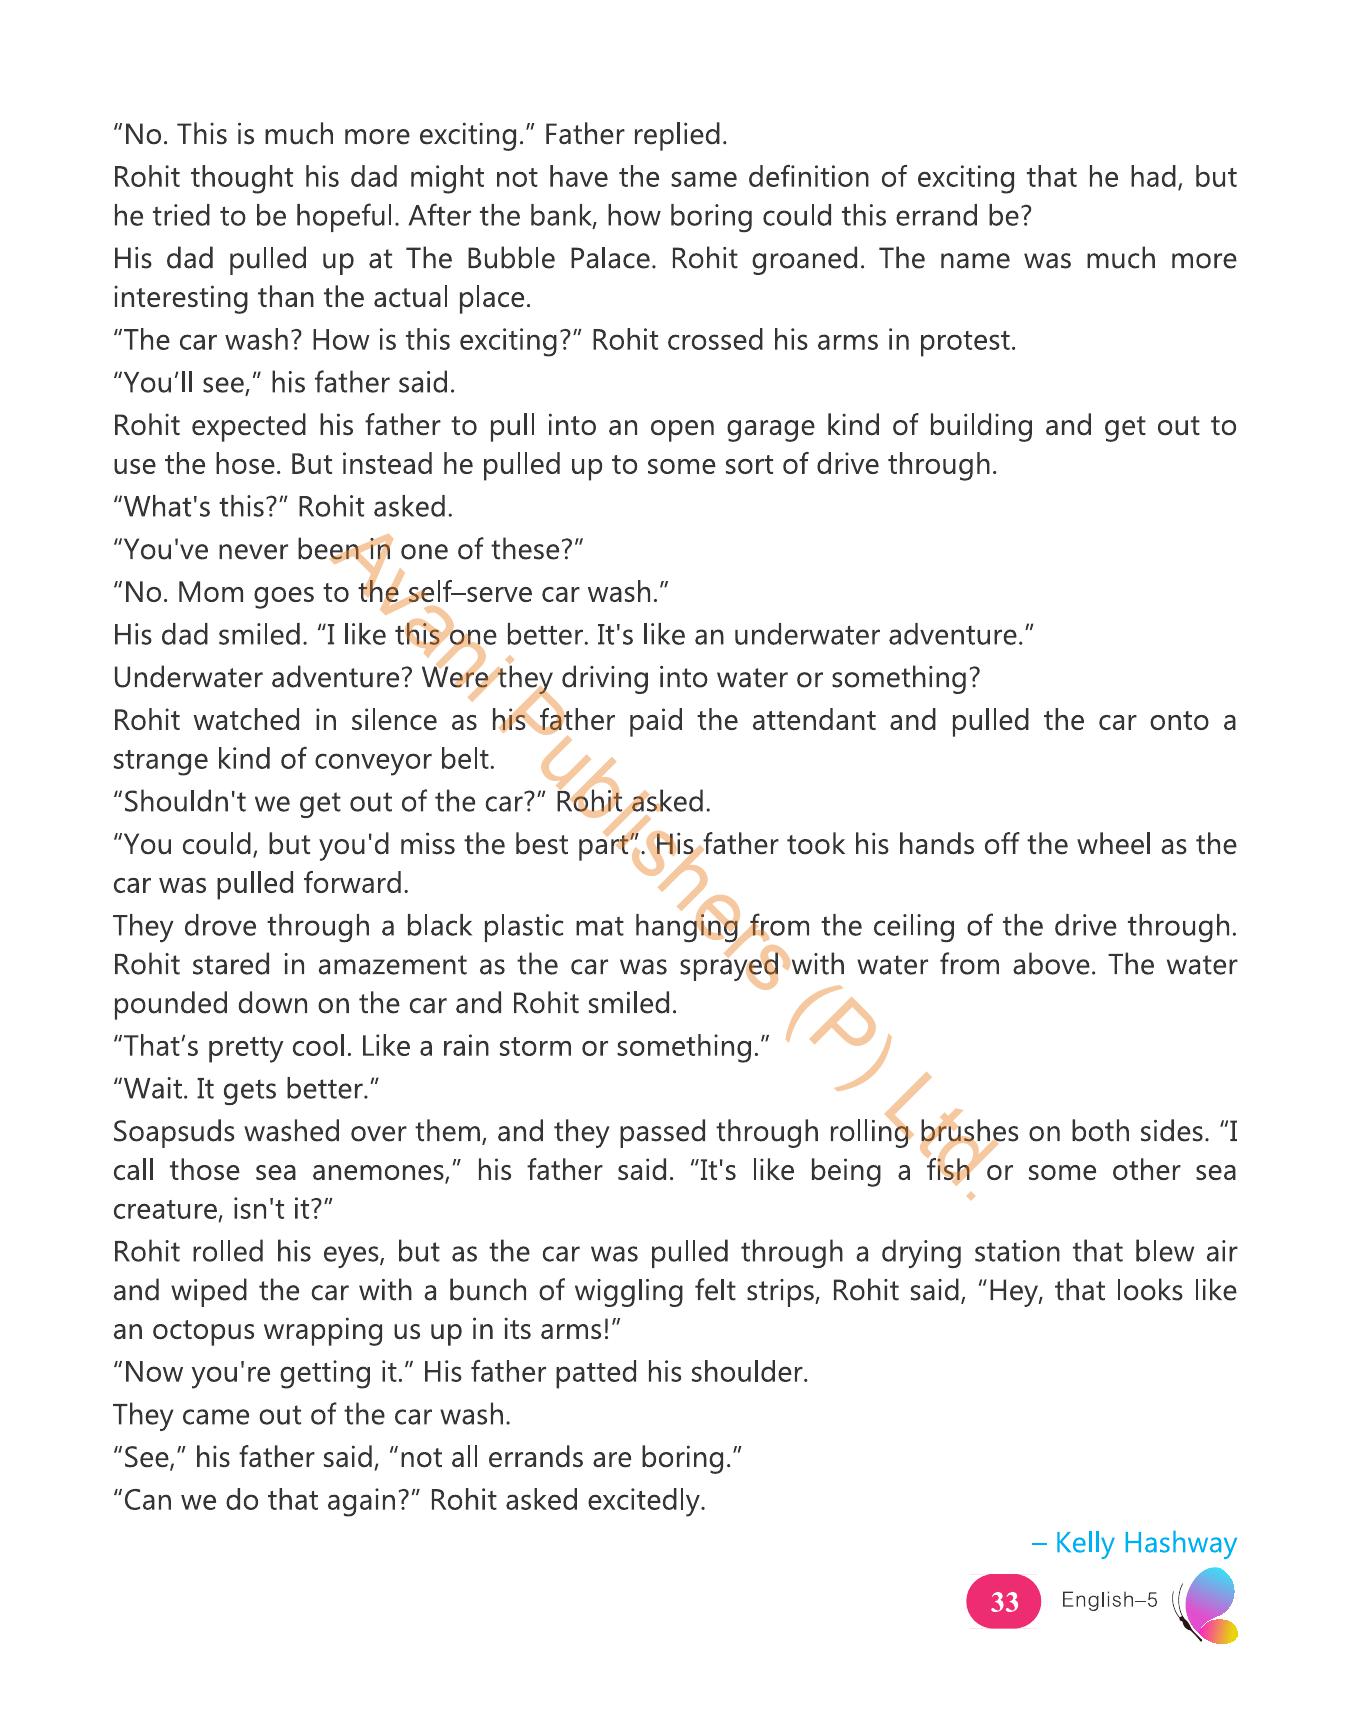 “No. This is much more exciting.” Father replied.
Rohit thought his dad might not have the same definition of exciting that he had, but
he tried to be hopeful. After the bank, how boring could this errand be?
His dad pulled up at The Bubble Palace. Rohit groaned. The name was much more
interesting than the actual place.
“The car wash? How is this exciting?” Rohit crossed his arms in protest.
“You’ll see,” his father said.
Rohit expected his father to pull into an open garage kind of building and get out to
use the hose. But instead he pulled up to some sort of drive through.
“What's this?” Rohit asked.
“You've never been in one of these?”
“No. Mom goes to the self–serve car wash.”
His dad smiled. “I like this one better. It's like an underwater adventure.”
Underwater adventure? Were they driving into water or something?
Rohit watched in silence as his father paid the attendant and pulled the car onto a
strange kind of conveyor belt.
“Shouldn't we get out of the car?” Rohit asked.
“You could, but you'd miss the best part”. His father took his hands off the wheel as the
car was pulled forward.
They drove through a black plastic mat hanging from the ceiling of the drive through.
Rohit stared in amazement as the car was sprayed with water from above. The water
pounded down on the car and Rohit smiled.
“That’s pretty cool. Like a rain storm or something.”
“Wait. It gets better.”
Soapsuds washed over them, and they passed through rolling brushes on both sides. “I
call those sea anemones,” his father said. “It's like being a fish or some other sea
creature, isn't it?”
Rohit rolled his eyes, but as the car was pulled through a drying station that blew air
and wiped the car with a bunch of wiggling felt strips, Rohit said, “Hey, that looks like
an octopus wrapping us up in its arms!”
“Now you're getting it.” His father patted his shoulder.
They came out of the car wash.
“See,” his father said, “not all errands are boring.”
“Can we do that again?” Rohit asked excitedly.
– Kelly Hashway
33 English–5
Avani Publishers (P) Ltd.